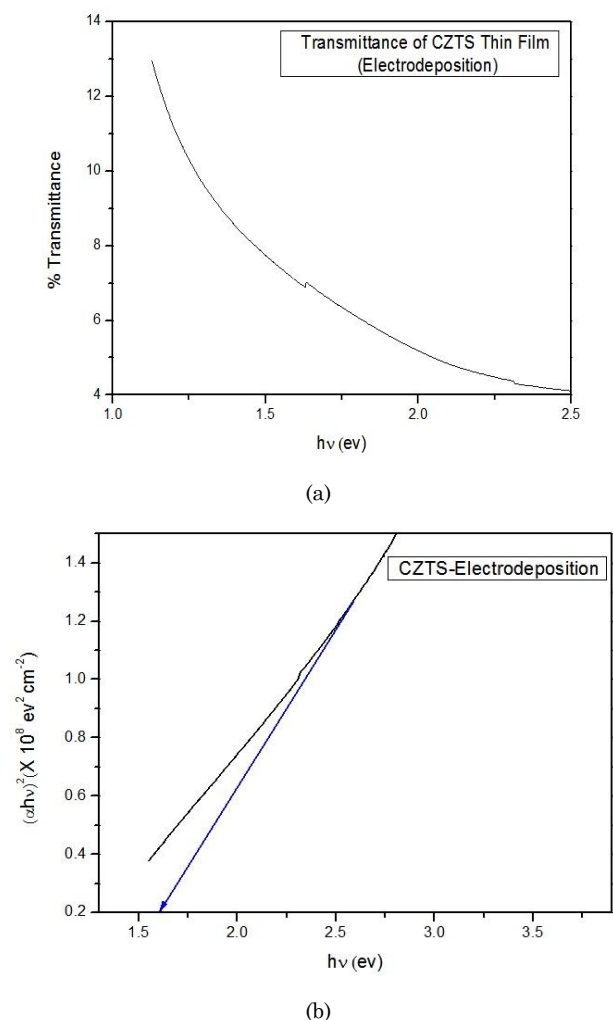 14
Transmittance of CZTS Thin Film
(Electrodeposition)
12
10
8
6
4
% Transmittance
1.0 1.5 2.0 2.5
hν (ev)
(a)
1.4
CZTS-Electrodeposition
1.2
1.0
0.8
0.6
0.4
0.2
(αhν)² (X 10⁸ ev² cm⁻²)
1.5 2.0 2.5 3.0 3.5
hν (ev)
(b)